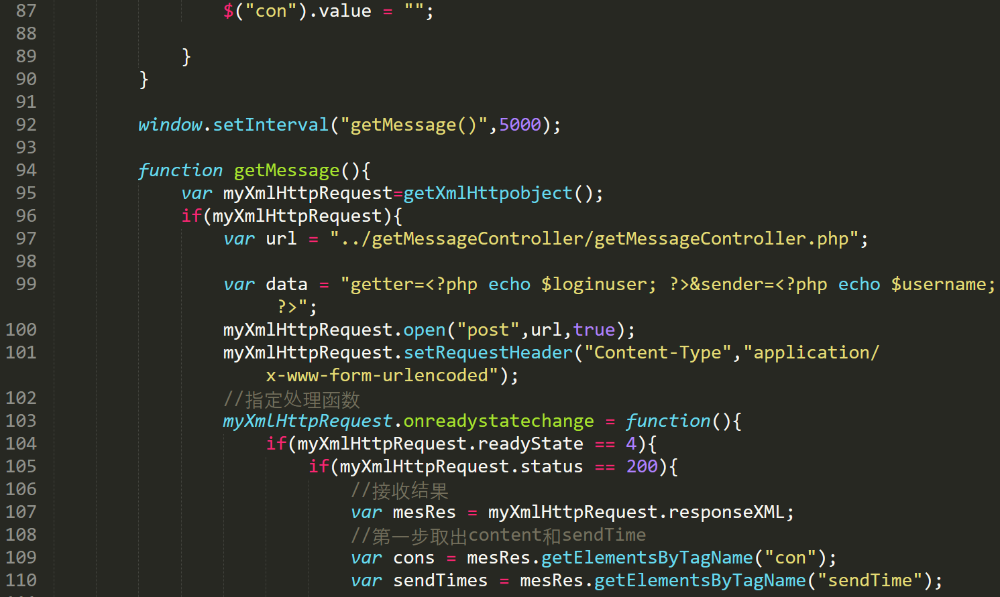 87 $("con").value = "";
88
89 }
90 }
91
92 window.setInterval("getMessage()",5000);
93
94 function getMessage(){
95 var myXmlHttpRequest=getXmlHttpobject();
96 if(myXmlHttpRequest){
97 var url = "../getMessageController/getMessageController.php";
98
99 var data = "getter=<?php echo $loginuser; ?>&sender=<?php echo $username;
?>";
100 myXmlHttpRequest.open("post",url,true);
101 myXmlHttpRequest.setRequestHeader("Content-Type","application/
x-www-form-urlencoded");
102 //指定处理函数
103 myXmlHttpRequest.onreadystatechange = function(){
104 if(myXmlHttpRequest.readyState == 4){
105 if(myXmlHttpRequest.status == 200){
106 //接收结果
107 var mesRes = myXmlHttpRequest.responseXML;
108 //第一步取出content和sendTime
109 var cons = mesRes.getElementsByTagName("con");
110 var sendTimes = mesRes.getElementsByTagName("sendTime");